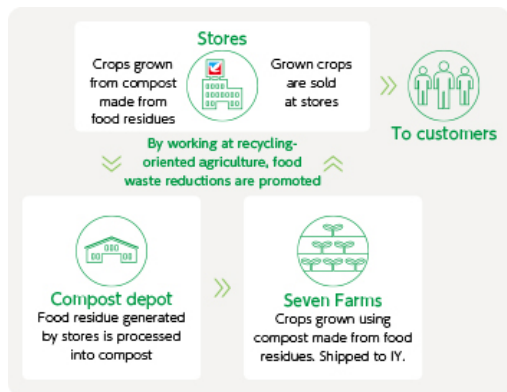 Stores
Crops grown
from compost
made from
food residues
Grown crops
are sold
at stores
To customers
By working at recycling-
oriented agriculture, food
waste reductions are promoted
Compost depot
Food residue generated
by stores is processed
into compost
Seven Farms
Crops grown using
compost made from food
residues. Shipped to IY.